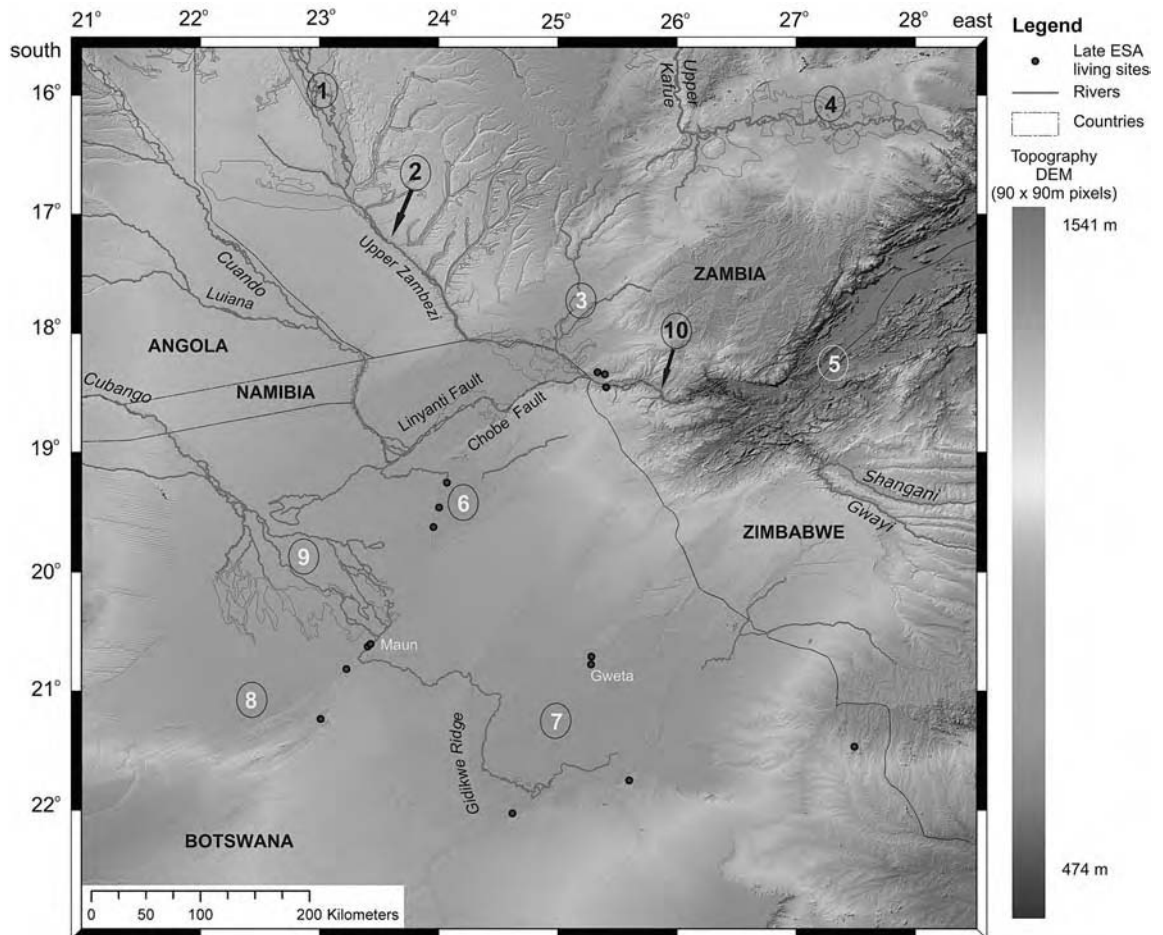 21° 22° 23° 24° 25° 26° 27° 28° east
south
16°
17°
18°
19°
20°
21°
22°
1
2
3
4
5
6
7
8
9
10
Upper
Kafue
Upper Zambezi
Cuando
Luiana
ZAMBIA
ANGOLA
NAMIBIA
Cubango
Linyanti Fault
Chobe Fault
Shangani
Gwayi
ZIMBABWE
Maun
Gweta
Gidikwe Ridge
BOTSWANA
0 50 100 200 Kilometers
Legend
Late ESA
living sites
Rivers
Countries
Topography
DEM
(90 x 90m pixels)
1541 m
474 m